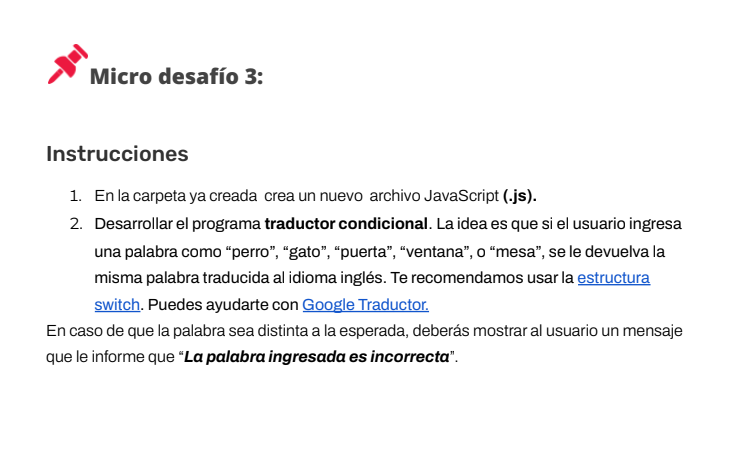 Micro desafío 3:
Instrucciones
1. En la carpeta ya creada  crea un nuevo  archivo JavaScript (.js).
2. Desarrollar el programa traductor condicional. La idea es que si el usuario ingresa
una palabra como “perro”, “gato”, “puerta”, “ventana”, o “mesa”, se le devuelva la
misma palabra traducida al idioma inglés. Te recomendamos usar la estructura
switch. Puedes ayudarte con Google Traductor.
En caso de que la palabra sea distinta a la esperada, deberás mostrar al usuario un mensaje
que le informe que “La palabra ingresada es incorrecta”.